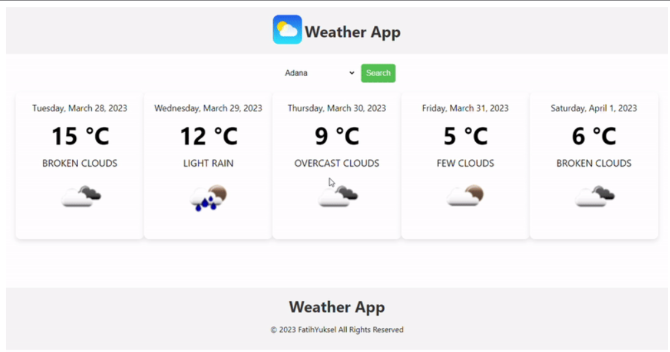 Weather App
Adana
Search
Tuesday, March 28, 2023
15 °C
BROKEN CLOUDS
Wednesday, March 29, 2023
12 °C
LIGHT RAIN
Thursday, March 30, 2023
9 °C
OVERCAST CLOUDS
Friday, March 31, 2023
5 °C
FEW CLOUDS
Saturday, April 1, 2023
6 °C
BROKEN CLOUDS
Weather App
© 2023 FatihYuksel All Rights Reserved